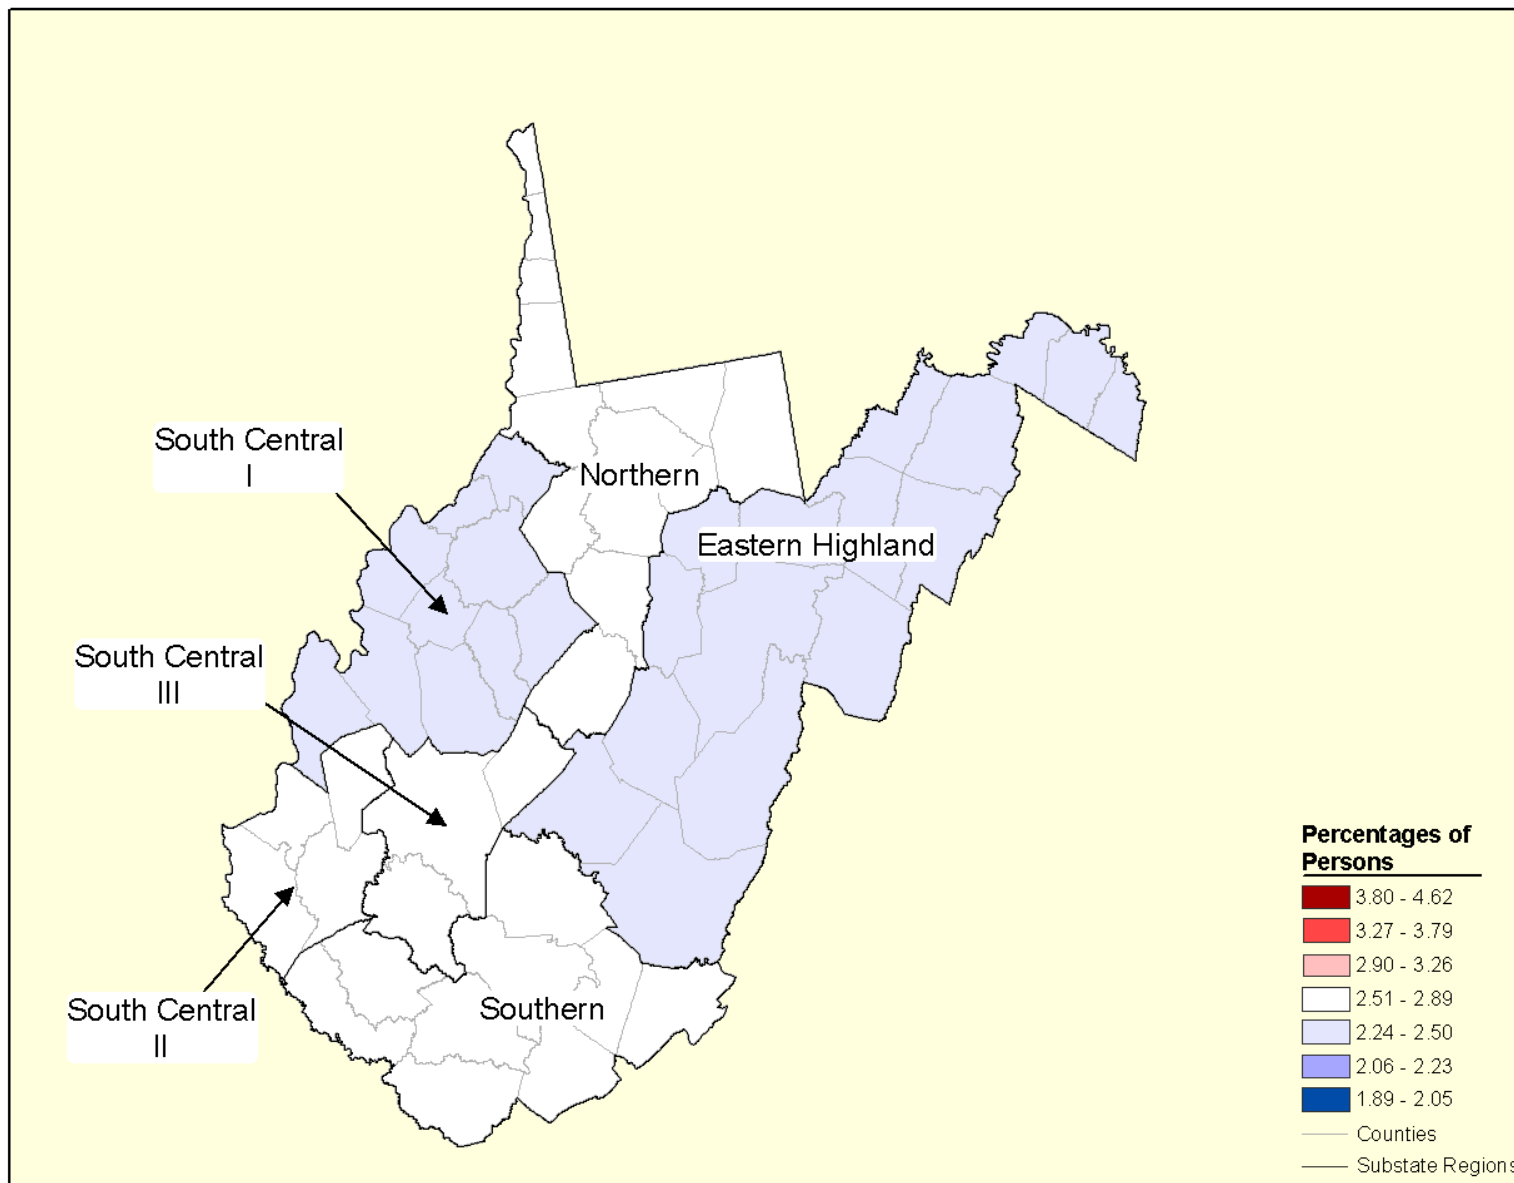 South Central
I
Northern
Eastern Highland
South Central
III
South Central
II
Southern
Percentages of
Persons
3.80 - 4.62
3.27 - 3.79
2.90 - 3.26
2.51 - 2.89
2.24 - 2.50
2.06 - 2.23
1.89 - 2.05
Counties
Substate Regions